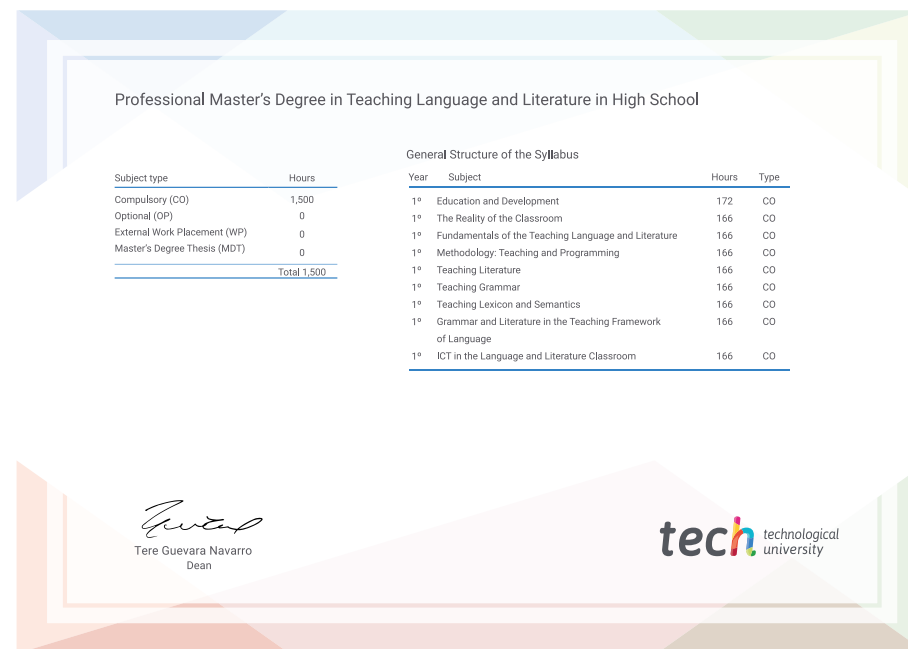 Professional Master's Degree in Teaching Language and Literature in High School
Subject type Hours
Compulsory (CO) 1,500
Optional (OP) 0
External Work Placement (WP) 0
Master's Degree Thesis (MDT) 0
Total 1,500
General Structure of the Syllabus
Year Subject Hours Type
1º Education and Development 172 CO
1º The Reality of the Classroom 166 CO
1º Fundamentals of the Teaching Language and Literature 166 CO
1º Methodology: Teaching and Programming 166 CO
1º Teaching Literature 166 CO
1º Teaching Grammar 166 CO
1º Teaching Lexicon and Semantics 166 CO
1º Grammar and Literature in the Teaching Framework 166 CO
of Language
1º ICT in the Language and Literature Classroom 166 CO
Tere Guevara Navarro
Dean
tech technological
university